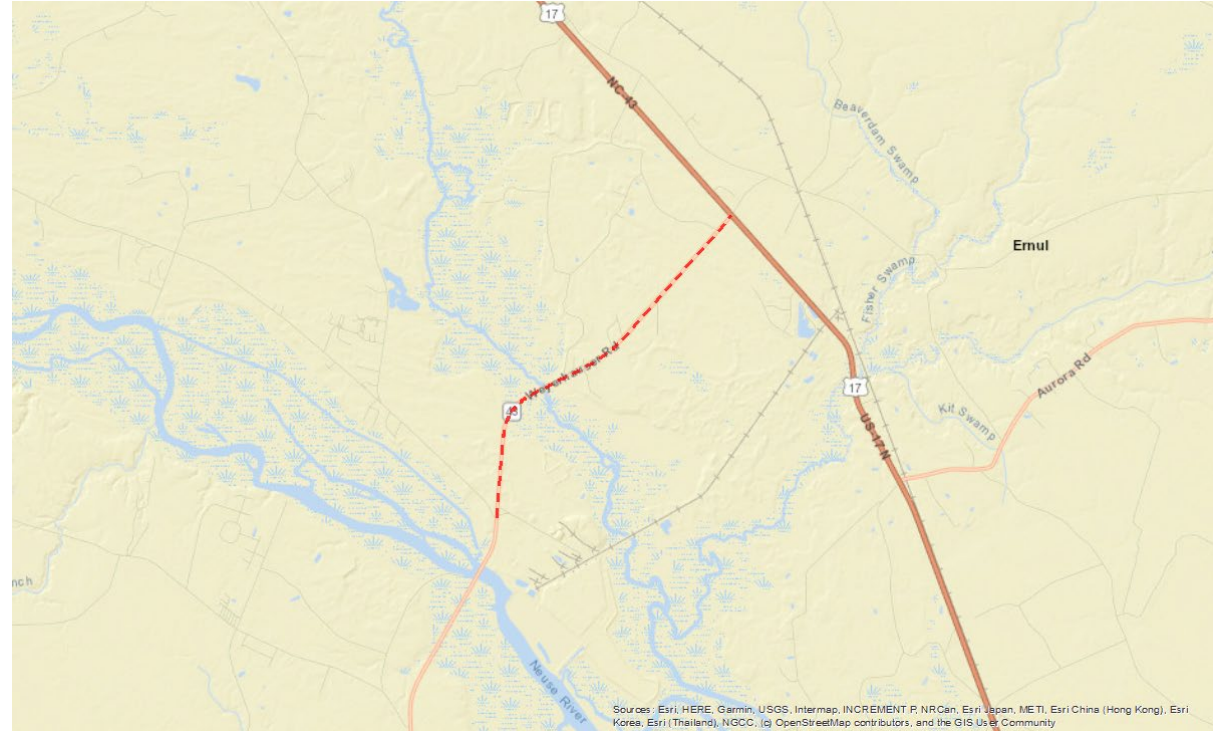 17
NC-43
Beaverdam Swamp
Ernul
Fisher Swamp
Weyerhaeuser Rd
17
Aurora Rd
43
Kit Swamp
US-17 N
nch
Neuse River
Sources: Esri, HERE, Garmin, USGS, Intermap, INCREMENT P, NRCan, Esri Japan, METI, Esri China (Hong Kong), Esri
Korea, Esri (Thailand), NGCC, (c) OpenStreetMap contributors, and the GIS User Community